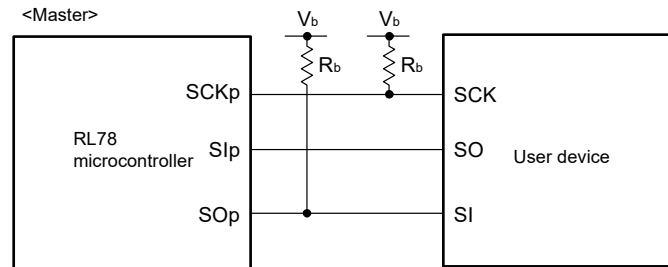 <Master>
Vb Vb
Rb Rb
SCKp SCK
RL78
microcontroller
SIp SO
User device
SOp SI